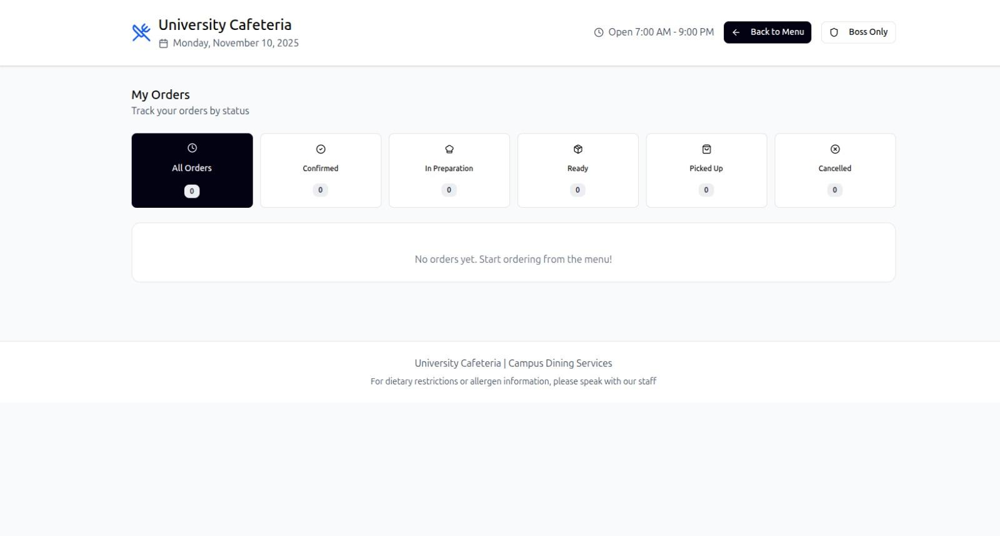 University Cafeteria
Monday, November 10, 2025
Open 7:00 AM - 9:00 PM
Back to Menu
Boss Only
My Orders
Track your orders by status
All Orders
0
Confirmed
0
In Preparation
0
Ready
0
Picked Up
0
Cancelled
0
No orders yet. Start ordering from the menu!
University Cafeteria | Campus Dining Services
For dietary restrictions or allergen information, please speak with our staff